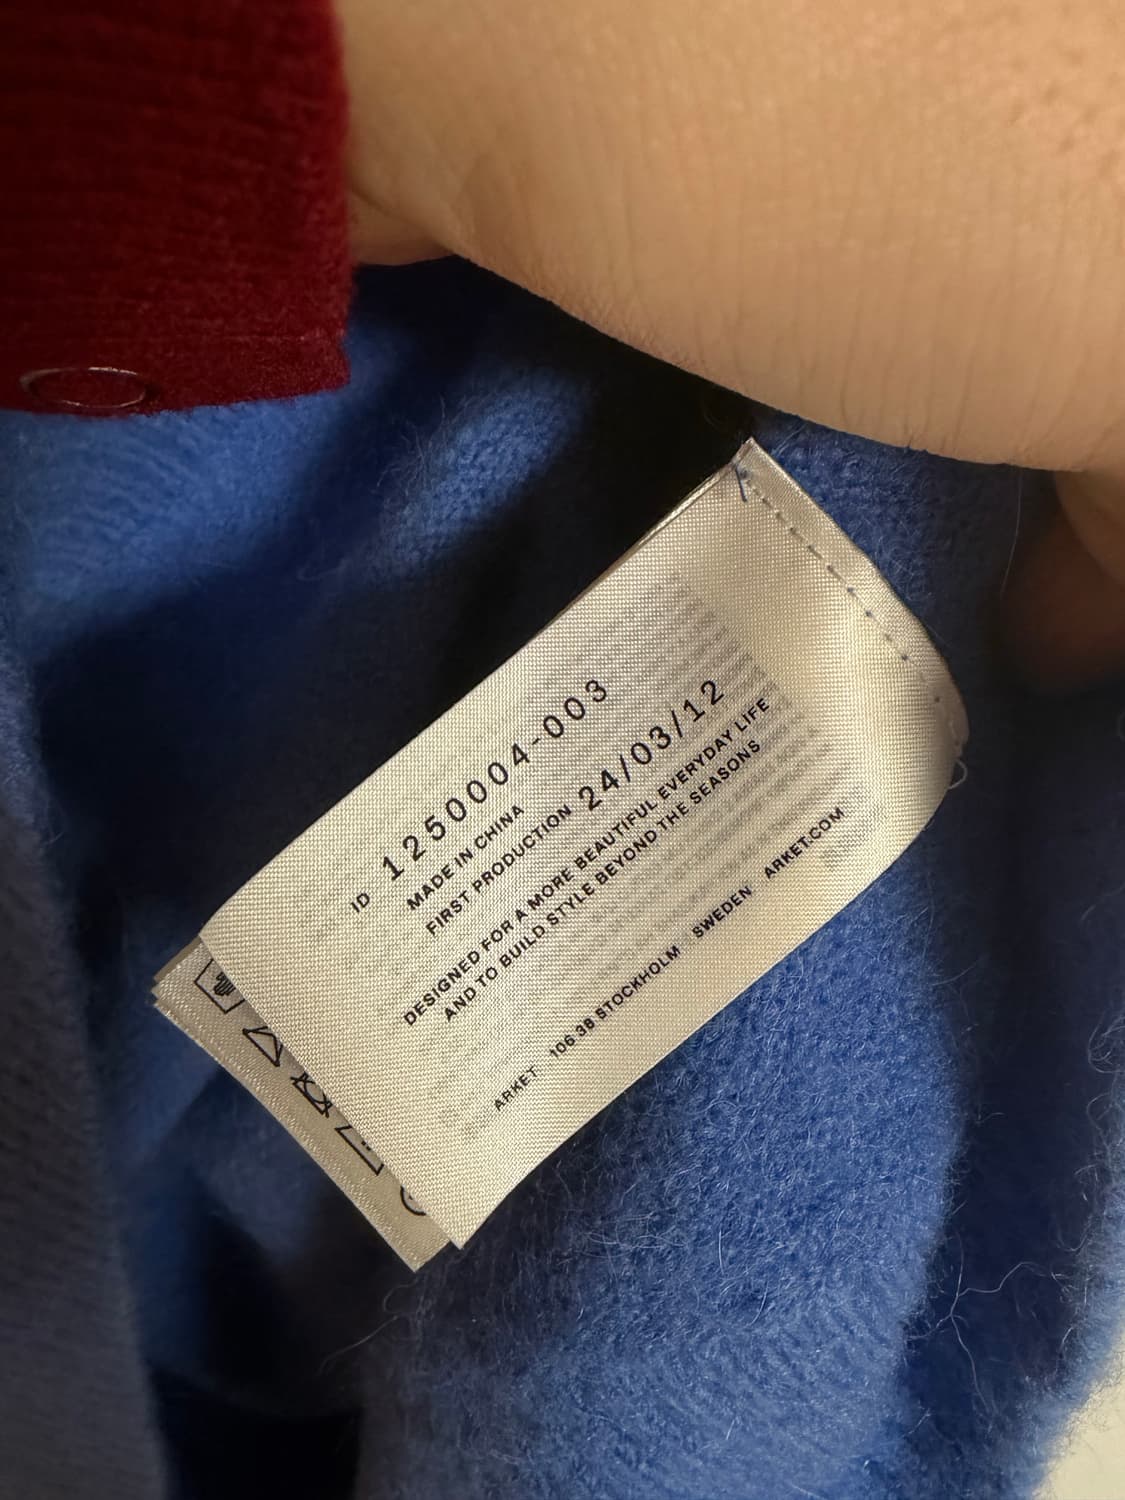 ID 1250004-003
MADE IN CHINA
FIRST PRODUCTION 24/03/12
DESIGNED FOR A MORE BEAUTIFUL EVERYDAY LIFE
AND TO BUILD STYLE BEYOND THE SEASONS
ARKET 106 38 STOCKHOLM SWEDEN ARKET.COM